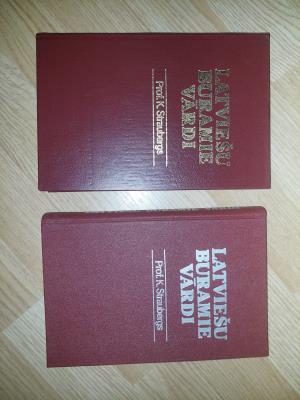 LATVIEŠU
BURAMIE
VĀRDI
Prof. K. Straubergs
LATVIEŠU
BURAMIE
VĀRDI
Prof. K. Straubergs